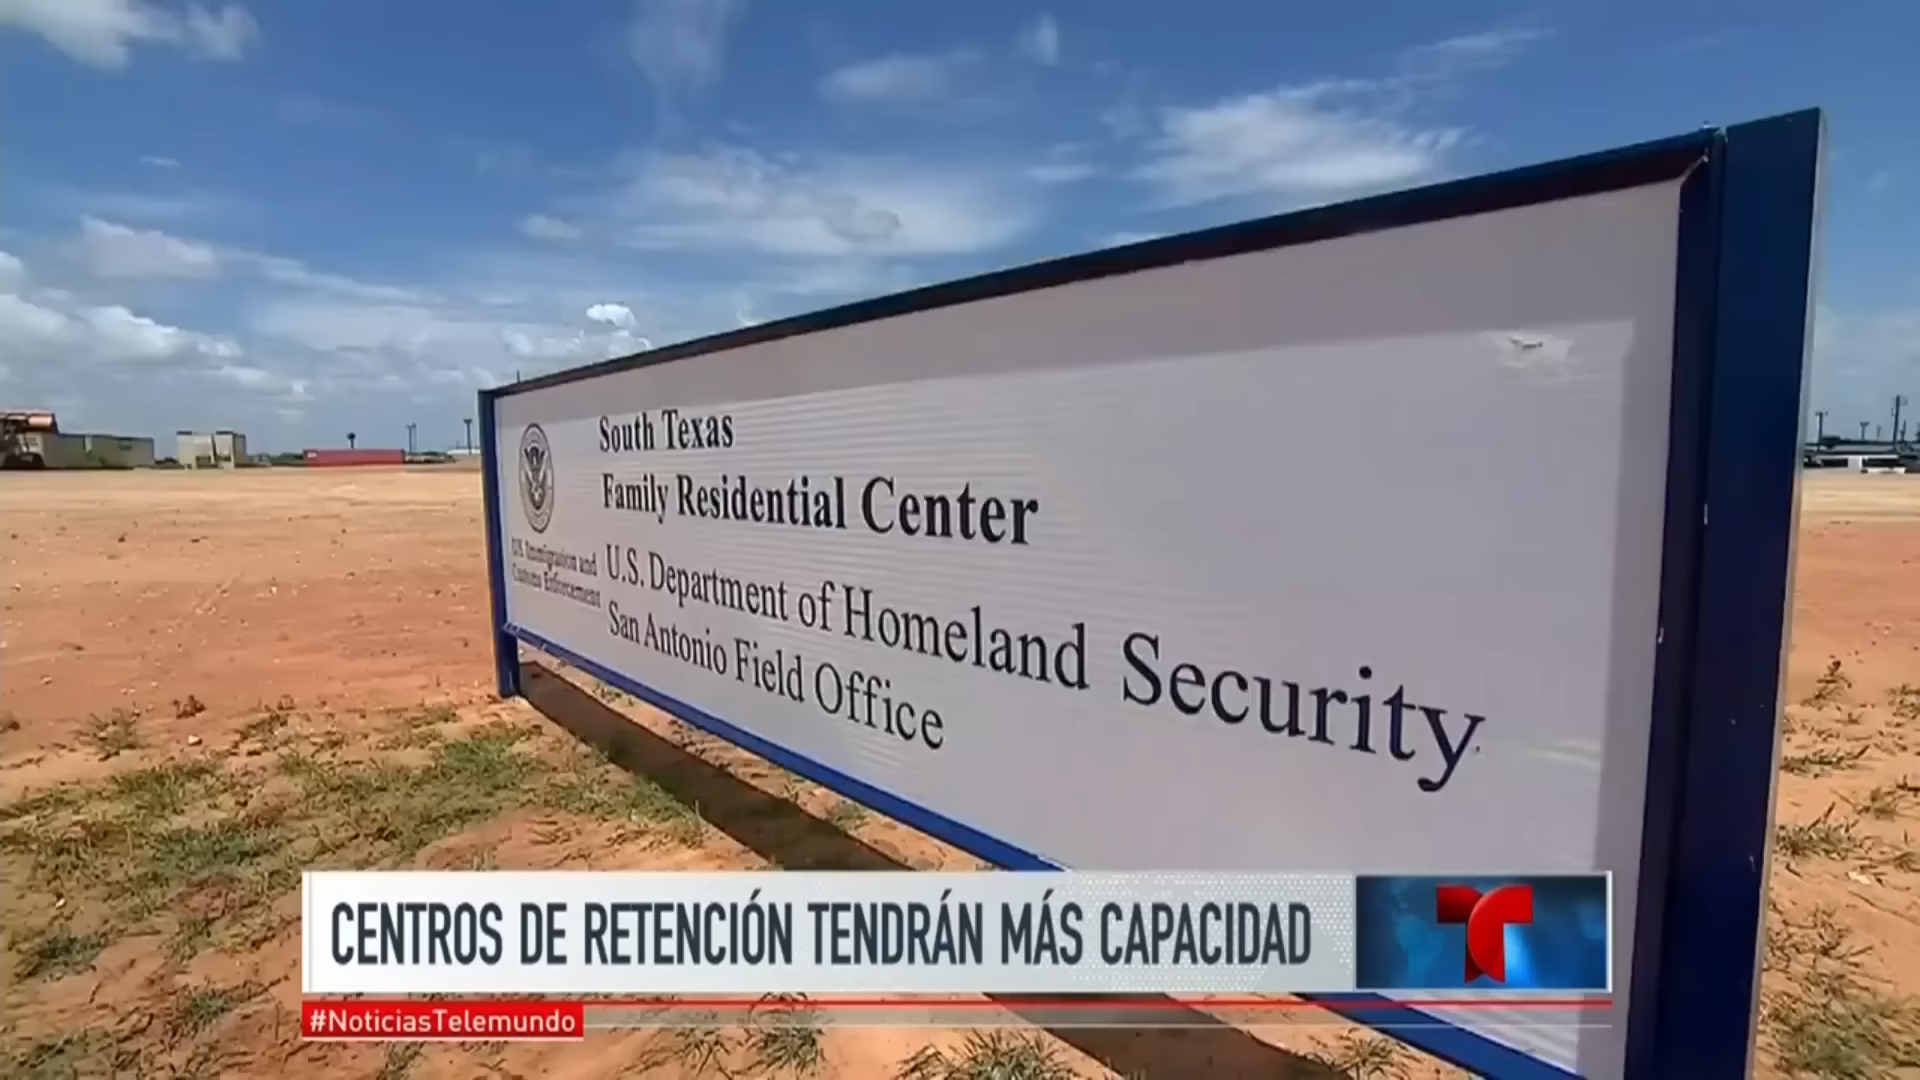 South Texas
Family Residential Center
U.S. Immigration and
Customs Enforcement
U.S. Department of Homeland Security
San Antonio Field Office
CENTROS DE RETENCIÓN TENDRÁN MÁS CAPACIDAD
#NoticiasTelemundo